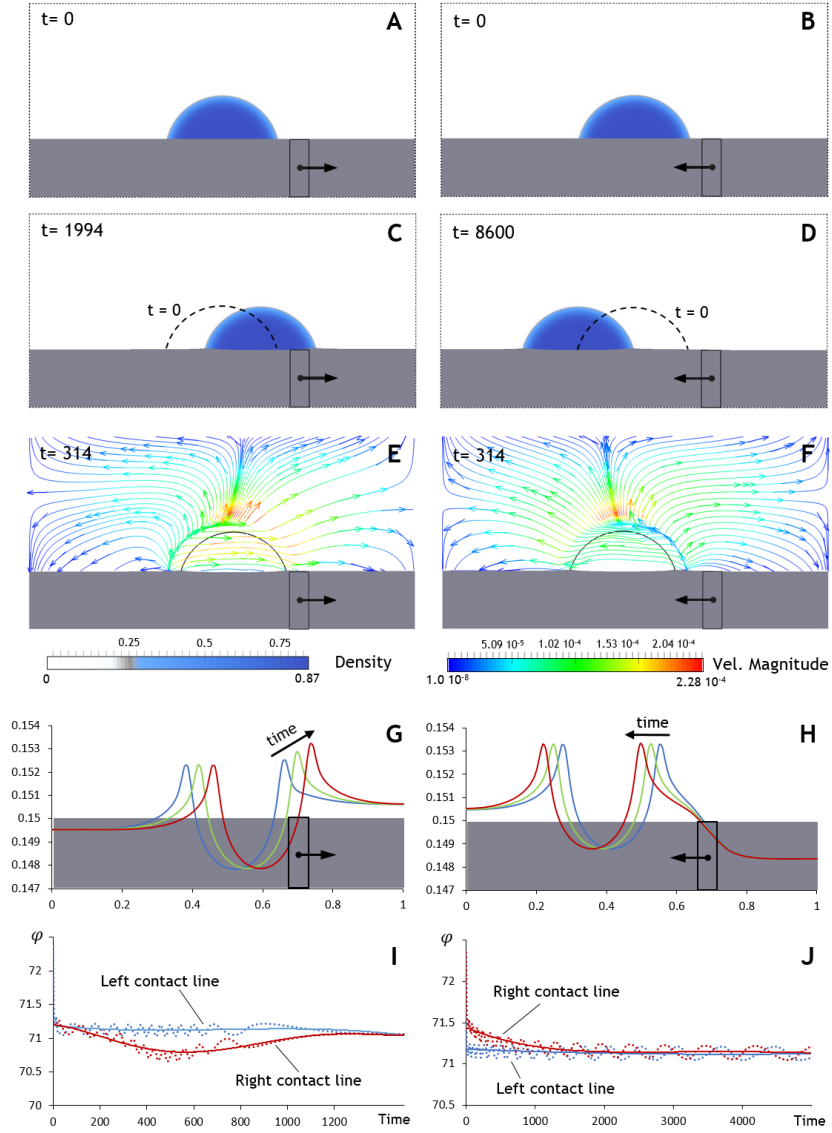 t= 0
A
t= 0
B
t= 1994
C
t = 0
t= 8600
D
t = 0
t= 314
E
t= 314
F
0.25 0.5 0.75
Density
0 0.87
5.09 10⁻⁵ 1.02 10⁻⁴ 1.53 10⁻⁴ 2.04 10⁻⁴
Vel. Magnitude
1.0 10⁻⁸ 2.28 10⁻⁴
G
time
0.154
0.153
0.152
0.151
0.15
0.149
0.148
0.147
0 0.2 0.4 0.6 0.8 1
H
time
0.154
0.153
0.152
0.151
0.15
0.149
0.148
0.147
0 0.2 0.4 0.6 0.8 1
φ
I
Left contact line
Right contact line
72
71.5
71
70.5
70
0 200 400 600 800 1000 1200 Time
φ
J
Right contact line
Left contact line
72
71.5
71
70.5
0 1000 2000 3000 4000 Time